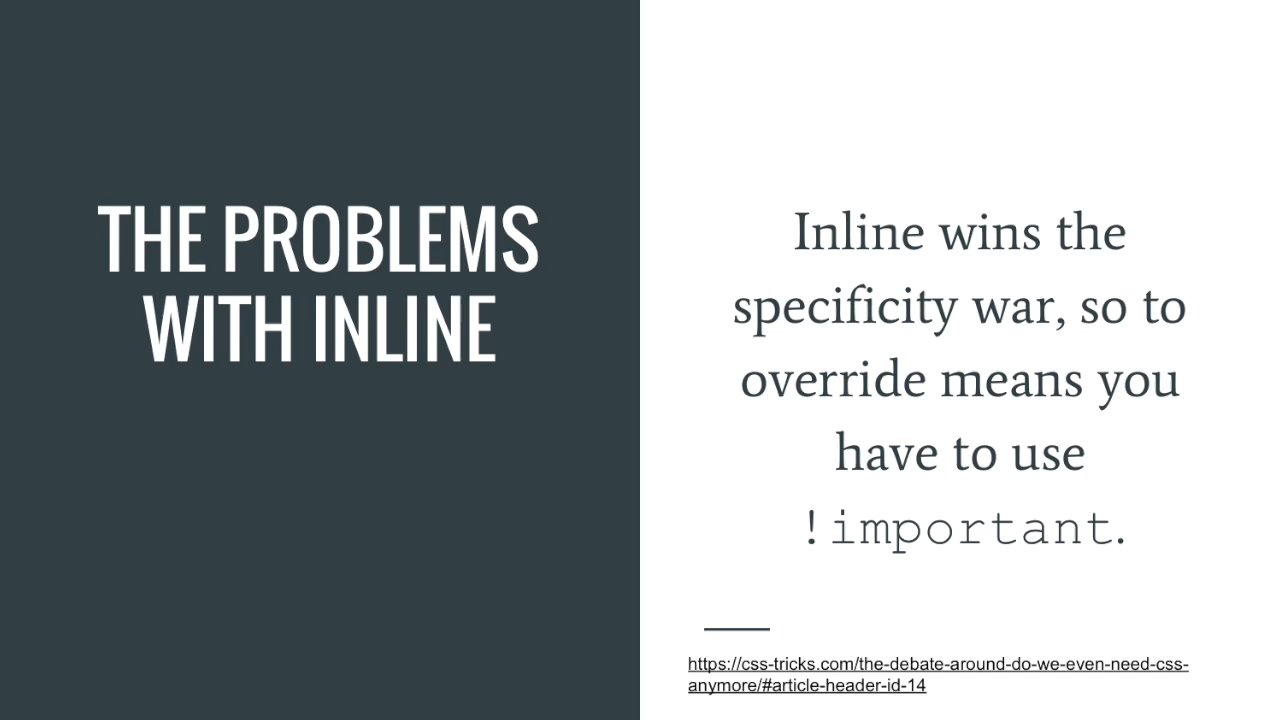 THE PROBLEMS
WITH INLINE
Inline wins the
specificity war, so to
override means you
have to use
!important.
https://css-tricks.com/the-debate-around-do-we-even-need-css-
anymore/#article-header-id-14